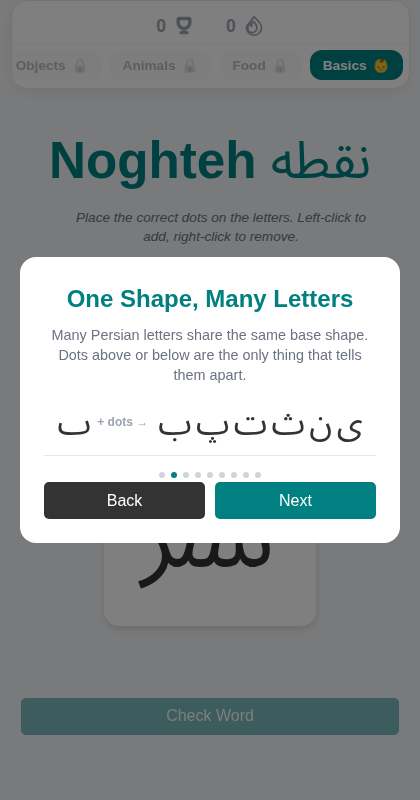 0 0
Objects Animals Food Basics
Noghteh نقطه
Place the correct dots on the letters. Left-click to
add, right-click to remove.
One Shape, Many Letters
Many Persian letters share the same base shape.
Dots above or below are the only thing that tells
them apart.
ٮ + dots → ب پ ت ث ن ی
Back Next
Check Word